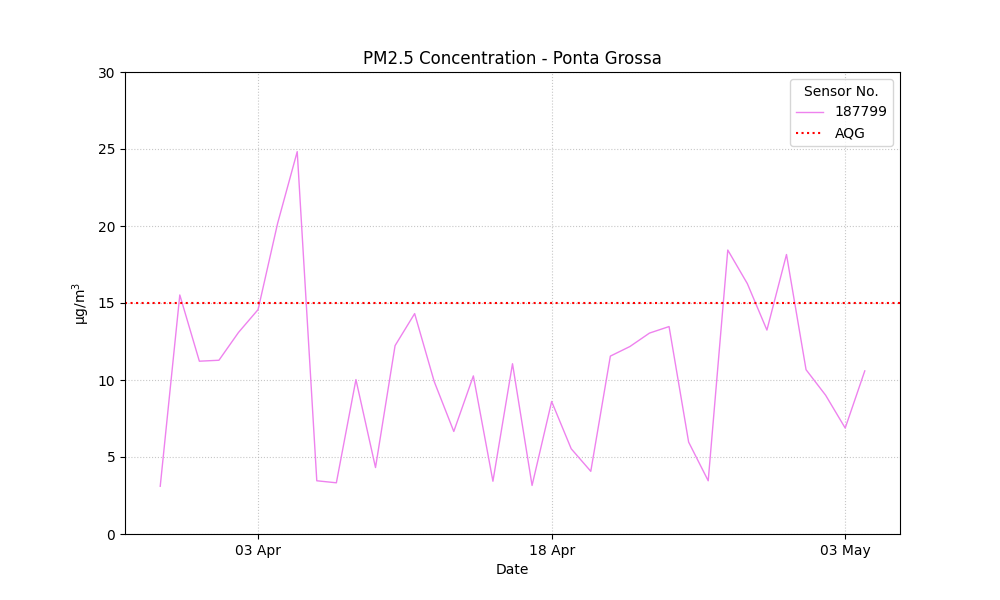 PM2.5 Concentration - Ponta Grossa
Sensor No.
187799
AQG
30
25
20
15
10
5
0
µg/m³
03 Apr
18 Apr
03 May
Date